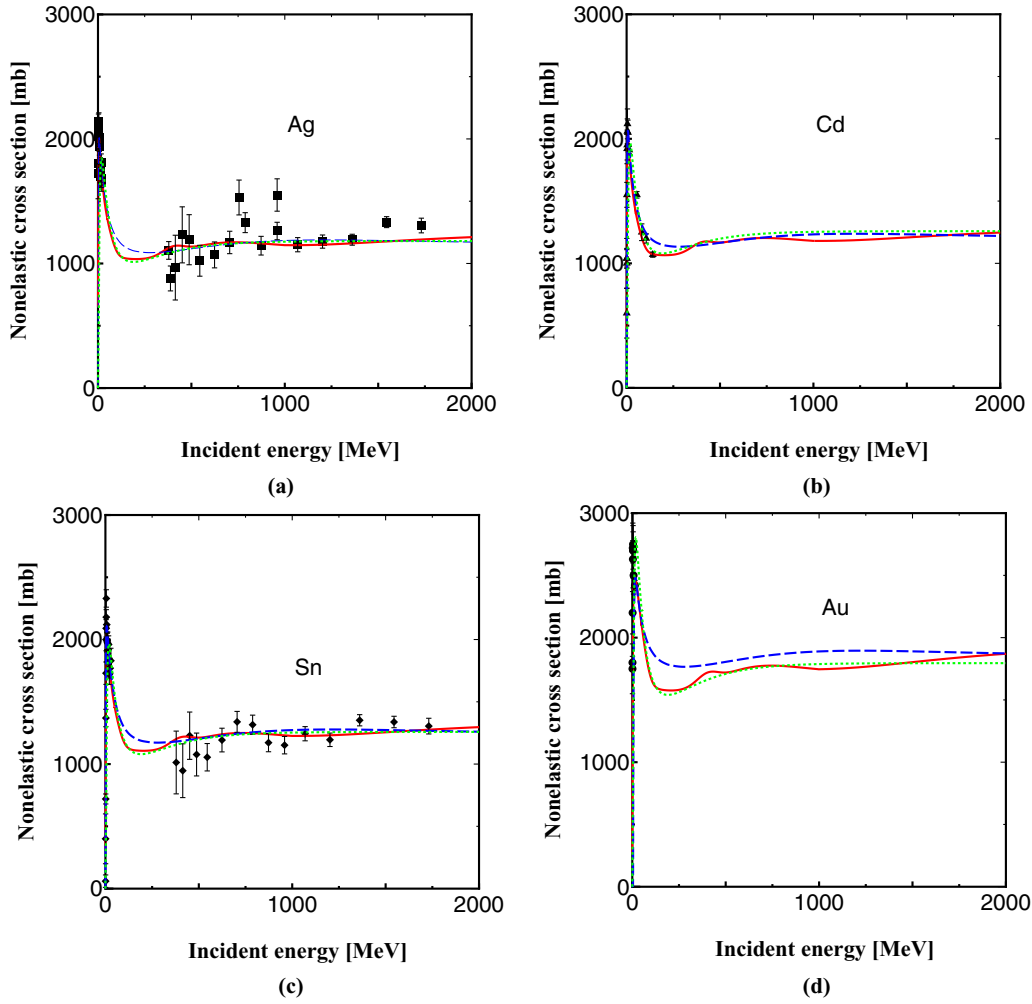 3000
2000
1000
0
Nonelastic cross section [mb]
Ag
0 1000 2000
Incident energy [MeV]
(a)
3000
2000
1000
0
Nonelastic cross section [mb]
Cd
0 1000 2000
Incident energy [MeV]
(b)
3000
2000
1000
0
Nonelastic cross section [mb]
Sn
0 1000 2000
Incident energy [MeV]
(c)
3000
2000
1000
0
Nonelastic cross section [mb]
Au
0 1000 2000
Incident energy [MeV]
(d)